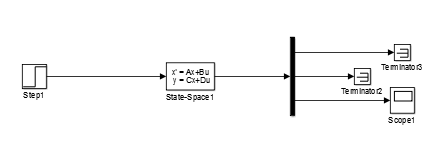 Step1
x' = Ax+Bu
y = Cx+Du
State-Space1
Terminator3
Terminator2
Scope1